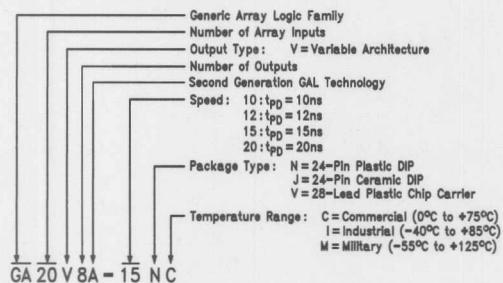 Generic Array Logic Family
Number of Array Inputs
Output Type: V = Variable Architecture
Number of Outputs
Second Generation GAL Technology
Speed: 10 : tPD = 10ns
12 : tPD = 12ns
15 : tPD = 15ns
20 : tPD = 20ns
Package Type: N = 24-Pin Plastic DIP
J = 24-Pin Ceramic DIP
V = 28-Lead Plastic Chip Carrier
Temperature Range: C = Commercial (0°C to +75°C)
I = Industrial (-40°C to +85°C)
M = Military (-55°C to +125°C)
GA 20 V 8 A - 15 N C